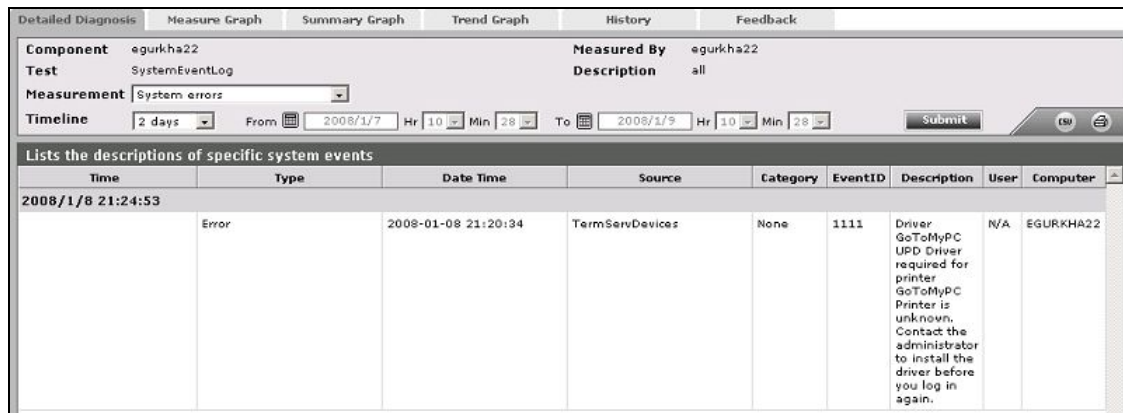 Detailed Diagnosis Measure Graph Summary Graph Trend Graph History Feedback
Component egurkha22 Measured By egurkha22
Test SystemEventLog Description all
Measurement System errors
Timeline 2 days From 2008/1/7 Hr 10 Min 28 To 2008/1/9 Hr 10 Min 28 Submit CSV
Lists the descriptions of specific system events
Time Type Date Time Source Category EventID Description User Computer
2008/1/8 21:24:53
Error 2008-01-08 21:20:34 TermServDevices None 1111 Driver N/A EGURKHA22
GoToMyPC
UPD Driver
required for
printer
GoToMyPC
Printer is
unknown.
Contact the
administrator
to install the
driver before
you log in
again.